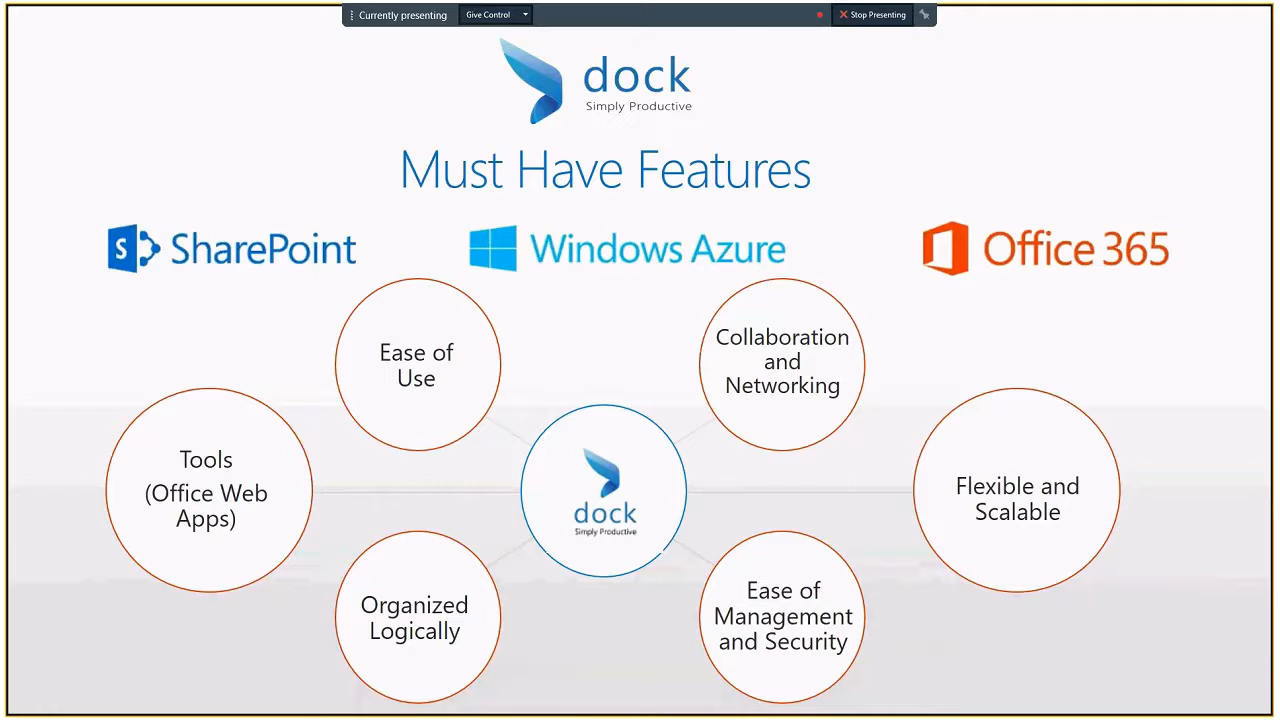 Currently presenting
Give Control
Stop Presenting
dock
Simply Productive
Must Have Features
SharePoint
Windows Azure
Office 365
Ease of
Use
Collaboration
and
Networking
Tools
(Office Web
Apps)
dock
Simply Productive
Flexible and
Scalable
Organized
Logically
Ease of
Management
and Security